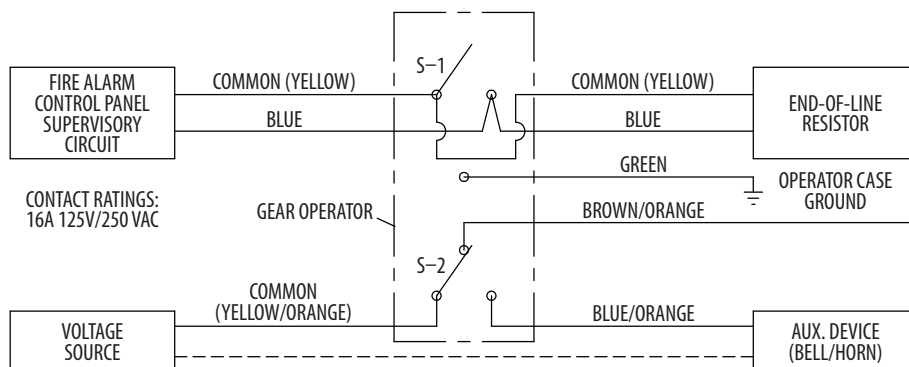 S–1
FIRE ALARM
CONTROL PANEL
SUPERVISORY
CIRCUIT
COMMON (YELLOW)
COMMON (YELLOW)
BLUE
BLUE
END-OF-LINE
RESISTOR
GREEN
CONTACT RATINGS:
16A 125V/250 VAC
OPERATOR CASE
GROUND
GEAR OPERATOR
BROWN/ORANGE
S–2
COMMON
(YELLOW/ORANGE)
BLUE/ORANGE
VOLTAGE
SOURCE
AUX. DEVICE
(BELL/HORN)